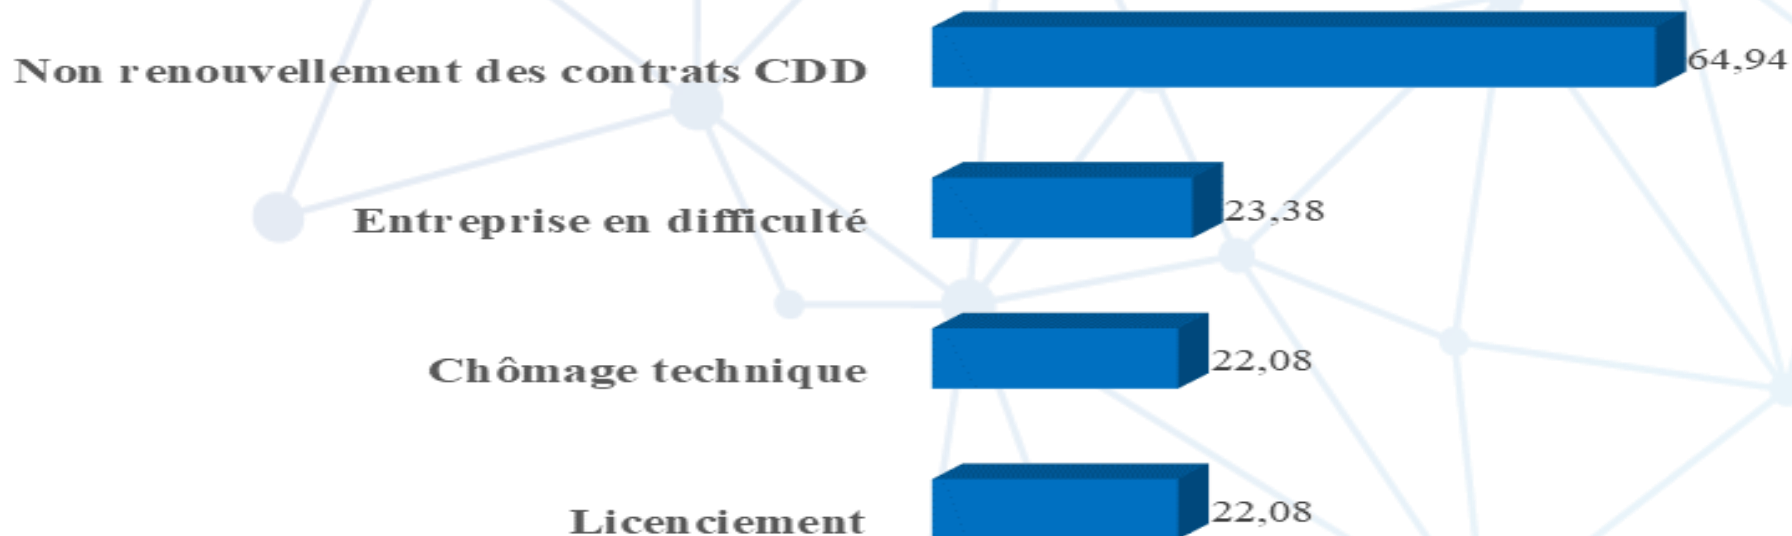 Non renouvellement des contrats CDD 64,94
Entreprise en difficulté 23,38
Chômage technique 22,08
Licenciement 22,08